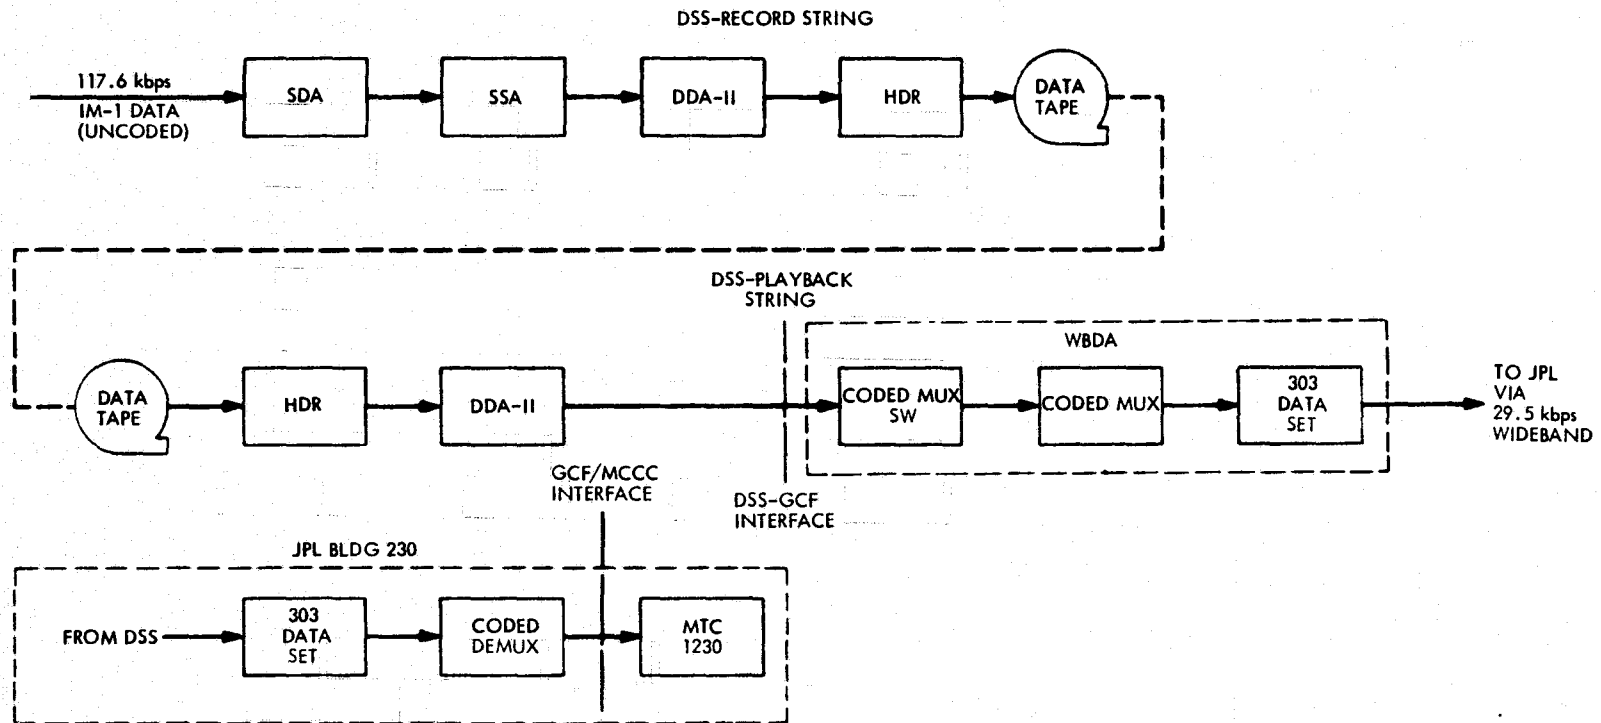 DSS-RECORD STRING
117.6 kbps
IM-1 DATA
(UNCODED)
SDA
SSA
DDA-II
HDR
DATA
TAPE
DSS-PLAYBACK
STRING
DATA
TAPE
HDR
DDA-II
WBDA
CODED MUX
SW
CODED MUX
303
DATA
SET
TO JPL
VIA
29.5 kbps
WIDEBAND
GCF/MCCC
INTERFACE
DSS-GCF
INTERFACE
JPL BLDG 230
FROM DSS
303
DATA
SET
CODED
DEMUX
MTC
1230